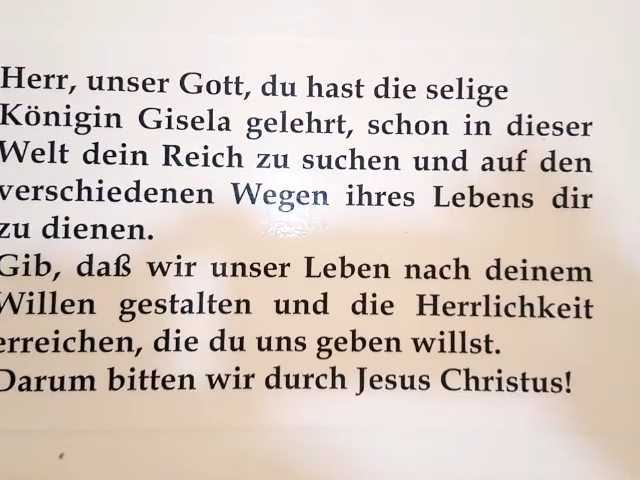 Herr, unser Gott, du hast die selige
Königin Gisela gelehrt, schon in dieser
Welt dein Reich zu suchen und auf den
verschiedenen Wegen ihres Lebens dir
zu dienen.
Gib, daß wir unser Leben nach deinem
Willen gestalten und die Herrlichkeit
erreichen, die du uns geben willst.
Darum bitten wir durch Jesus Christus!